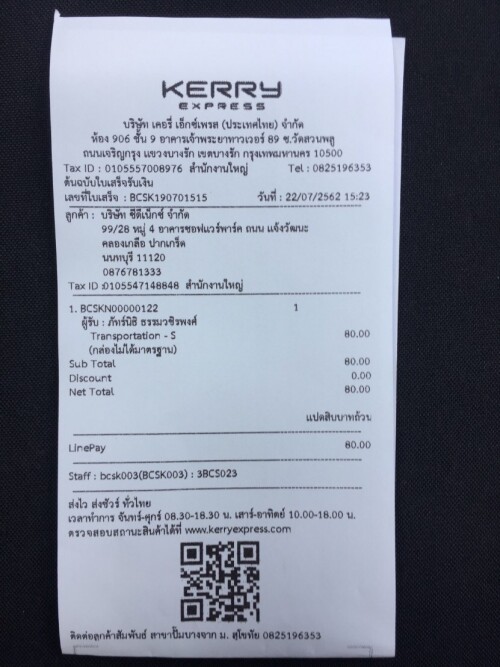 KERRY
EXPRESS
บริษัท เคอรี่ เอ็กซ์เพรส (ประเทศไทย) จำกัด
ห้อง 906 ชั้น 9 อาคารเจ้าพระยาทาวเวอร์ 89 ซ.วัดสวนพลู
ถนนเจริญกรุง แขวงบางรัก เขตบางรัก กรุงเทพมหานคร 10500
Tax ID : 0105557008976 สำนักงานใหญ่ Tel : 0825196353
ต้นฉบับใบเสร็จรับเงิน
เลขที่ใบเสร็จ : BCSK190701515 วันที่ : 22/07/2562 15:23
ลูกค้า : บริษัท ซีดีเน็กซ์ จำกัด
99/28 หมู่ 4 อาคารซอฟแวร์พาร์ค ถนน แจ้งวัฒนะ
คลองเกลือ ปากเกร็ด
นนทบุรี 11120
0876781333
Tax ID :0105547148848 สำนักงานใหญ่
1. BCSKN00000122 1
ผู้รับ : ภัทร์นิธิ ธรรมวชิรพงศ์
Transportation - S 80.00
(กล่องไม่ได้มาตรฐาน)
Sub Total 80.00
Discount 0.00
Net Total 80.00
แปดสิบบาทถ้วน
LinePay 80.00
Staff : bcsk003(BCSK003) : 3BCS023
ส่งไว ส่งชัวร์ ทั่วไทย
เวลาทำการ จันทร์-ศุกร์ 08.30-18.30 น. เสาร์-อาทิตย์ 10.00-18.00 น.
ตรวจสอบสถานะสินค้าได้ที่ www.kerryexpress.com
ติดต่อลูกค้าสัมพันธ์ สาขาปั๊มบางจาก ม. สุโขทัย 0825196353